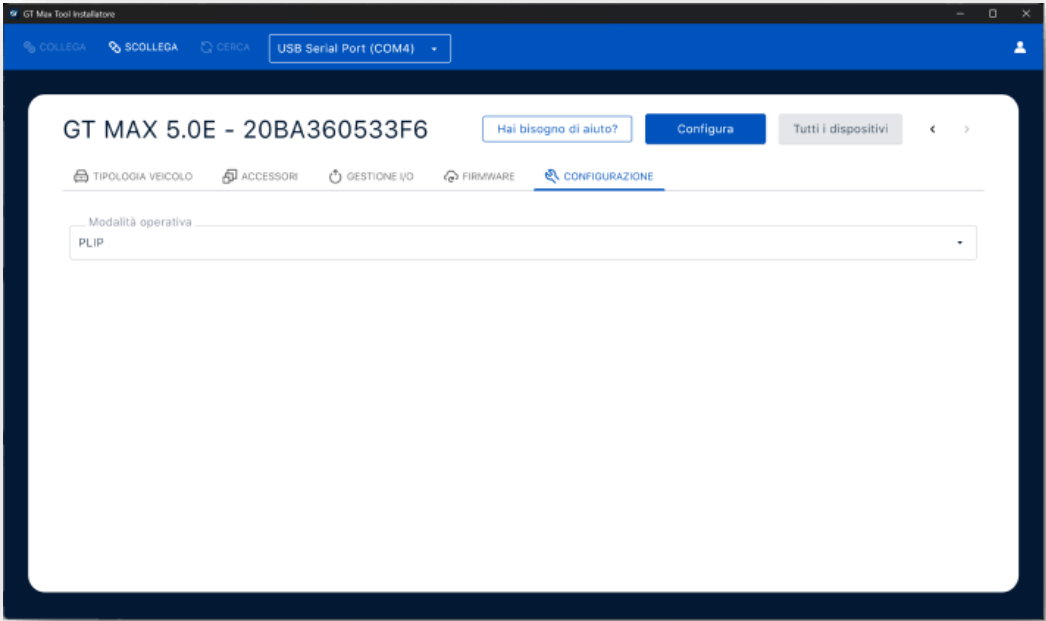 GT Max Tool Installatore
COLLEGA SCOLLEGA CERCA USB Serial Port (COM4)
GT MAX 5.0E - 20BA360533F6 Hai bisogno di aiuto? Configura Tutti i dispositivi
TIPOLOGIA VEICOLO ACCESSORI GESTIONE I/O FIRMWARE CONFIGURAZIONE
Modalità operativa
PLIP